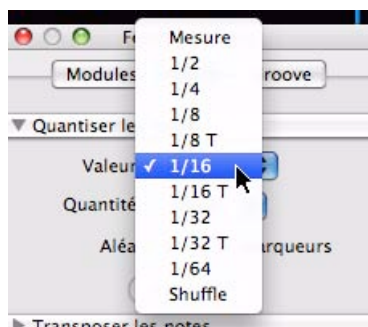 Fe
Mesure
1/2
Modules
roove
1/4
1/8
Quantiser le
1/8 T
Valeur
✓ 1/16
1/16 T
Quantité
1/32
Aléa
1/32 T
rqueurs
1/64
Shuffle
Transposer les notes